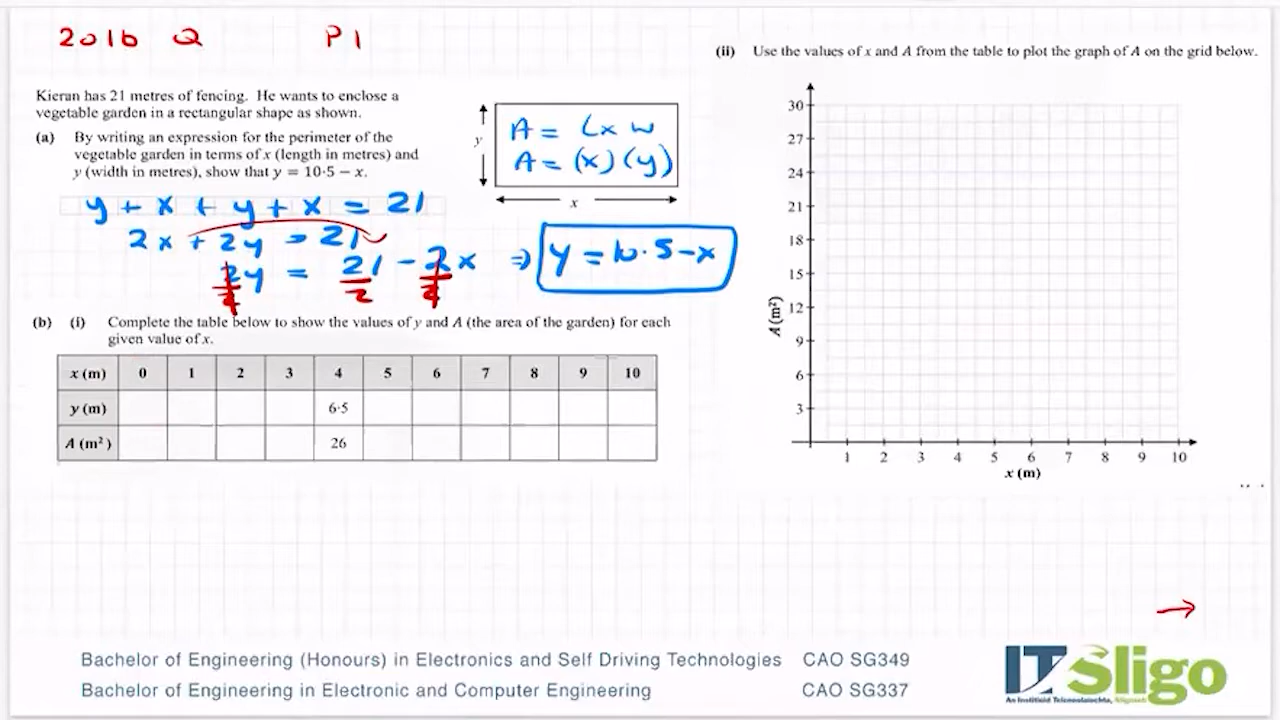 2016 Q P1
Kieran has 21 metres of fencing. He wants to enclose a
vegetable garden in a rectangular shape as shown.
(a) By writing an expression for the perimeter of the
vegetable garden in terms of x (length in metres) and
y (width in metres), show that y = 10·5 − x.
y
A = L x w
A = (x)(y)
x
y + x + y + x = 21
2x + 2y = 21
2y/2 = 21/2 − 2x/2 ⇒ y = 10·5 − x
(b) (i) Complete the table below to show the values of y and A (the area of the garden) for each
given value of x.
x (m) 0 1 2 3 4 5 6 7 8 9 10
y (m) 6·5
A (m²) 26
(ii) Use the values of x and A from the table to plot the graph of A on the grid below.
30
27
24
21
18
15
12
9
6
3
A (m²)
1 2 3 4 5 6 7 8 9 10
x (m)
Bachelor of Engineering (Honours) in Electronics and Self Driving Technologies CAO SG349
Bachelor of Engineering in Electronic and Computer Engineering CAO SG337
IT Sligo
An Institiúid Teicneolaíochta, Sligeach